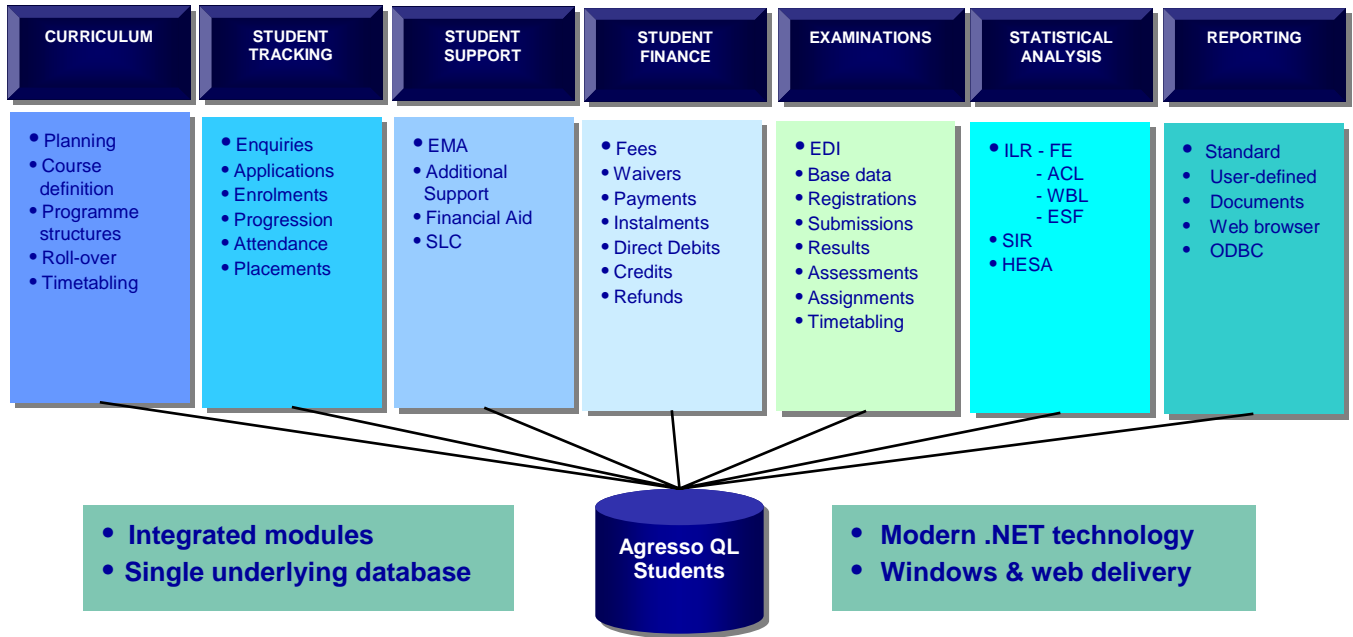 CURRICULUM
• Planning
• Course
definition
• Programme
structures
• Roll-over
• Timetabling
STUDENT
TRACKING
• Enquiries
• Applications
• Enrolments
• Progression
• Attendance
• Placements
STUDENT
SUPPORT
• EMA
• Additional
Support
• Financial Aid
• SLC
STUDENT
FINANCE
• Fees
• Waivers
• Payments
• Instalments
• Direct Debits
• Credits
• Refunds
EXAMINATIONS
• EDI
• Base data
• Registrations
• Submissions
• Results
• Assessments
• Assignments
• Timetabling
STATISTICAL
ANALYSIS
• ILR - FE
- ACL
- WBL
- ESF
• SIR
• HESA
REPORTING
• Standard
• User-defined
• Documents
• Web browser
• ODBC
• Integrated modules
• Single underlying database
Agresso QL
Students
• Modern .NET technology
• Windows & web delivery